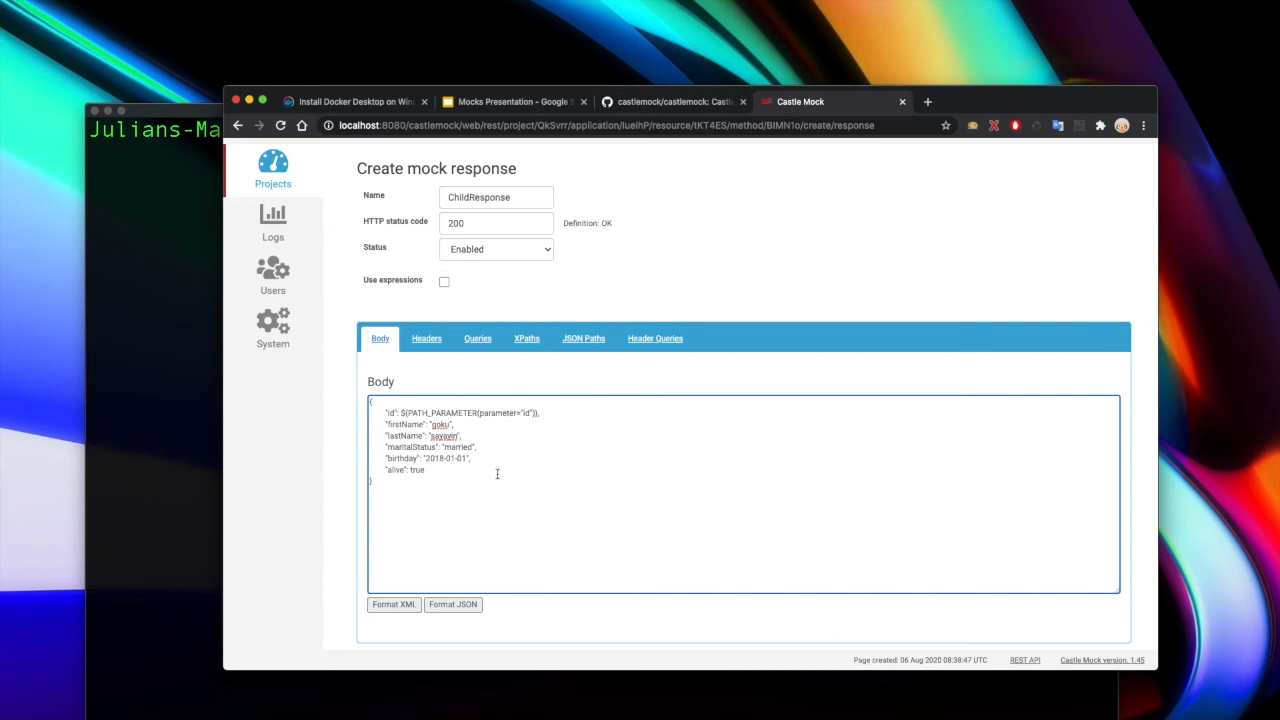 Julians-Ma
Install Docker Desktop on Win
Mocks Presentation - Google S
castlemock/castlemock: Castl
Castle Mock
localhost:8080/castlemock/web/rest/project/QkSvrr/application/IueihP/resource/tKT4ES/method/BIMN1o/create/response
Projects
Logs
Users
System
Create mock response
Name
ChildResponse
HTTP status code
200
Definition: OK
Status
Enabled
Use expressions
Body
Headers
Queries
XPaths
JSON Paths
Header Queries
Body
{
"id": ${PATH_PARAMETER(parameter="id")},
"firstName": "goku",
"lastName": "sayayin",
"maritalStatus": "married",
"birthday": "2018-01-01",
"alive": true
}
Format XML
Format JSON
Page created: 06 Aug 2020 08:38:47 UTC
REST API
Castle Mock version. 1.45